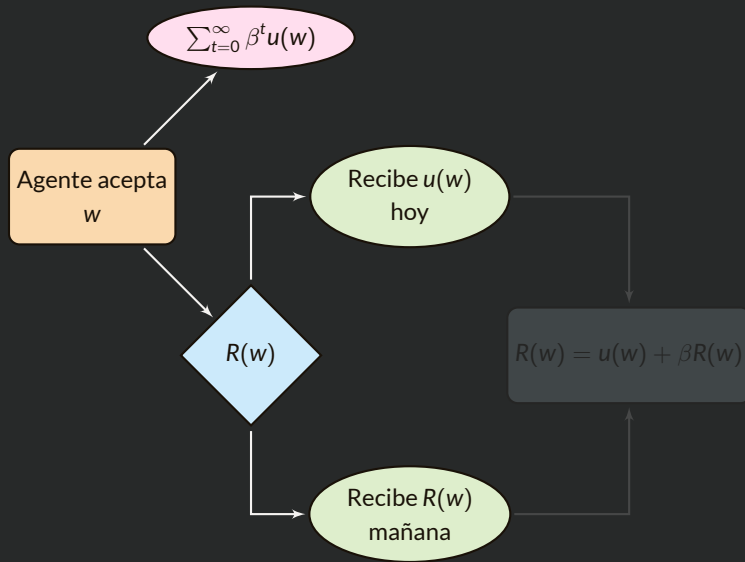 ∑_{t=0}^{∞} β^t u(w)
Agente acepta
w
Recibe u(w)
hoy
R(w)
R(w) = u(w) + βR(w)
Recibe R(w)
mañana